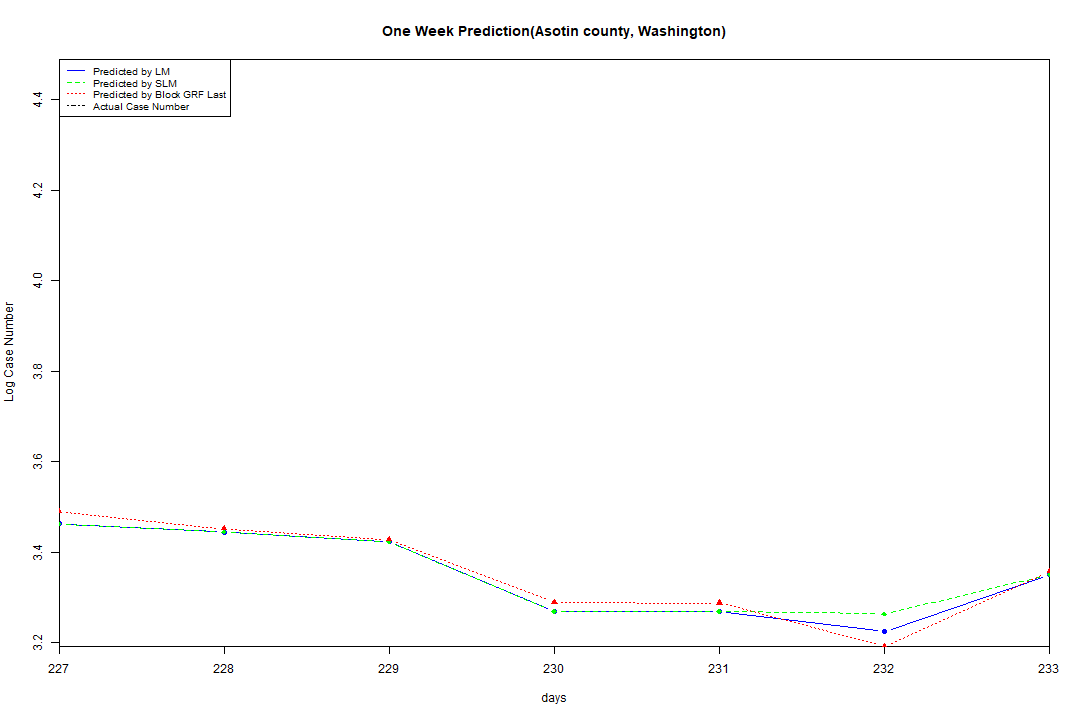 One Week Prediction(Asotin county, Washington)
Predicted by LM
Predicted by SLM
Predicted by Block GRF Last
Actual Case Number
Log Case Number
4.4
4.2
4.0
3.8
3.6
3.4
3.2
227 228 229 230 231 232 233
days